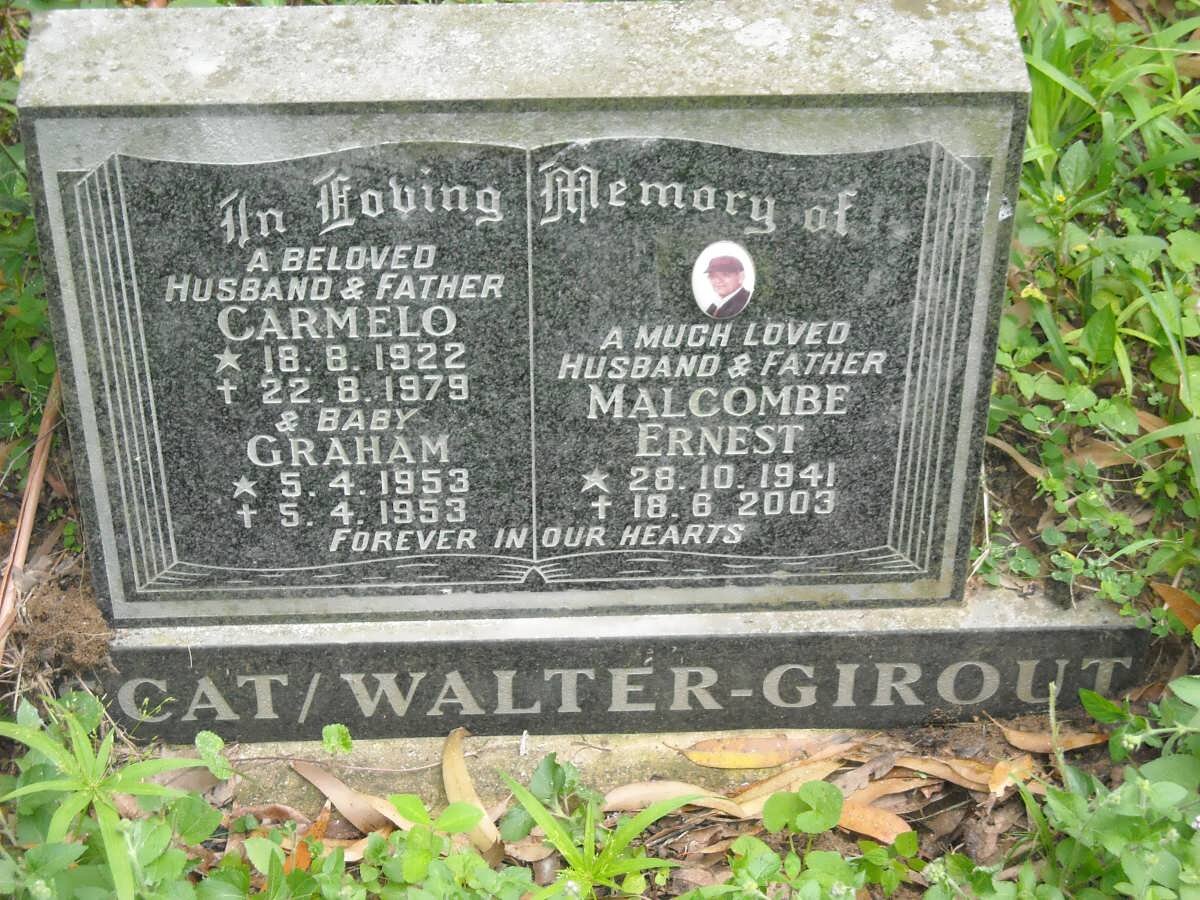 In Loving Memory of
A BELOVED
HUSBAND & FATHER
CARMELO
★ 18. 8. 1922
✝ 22. 8. 1979
& BABY
GRAHAM
★ 5. 4. 1953
✝ 5. 4. 1953
A MUCH LOVED
HUSBAND & FATHER
MALCOMBE
ERNEST
★ 28. 10. 1941
✝ 18. 6. 2003
FOREVER IN OUR HEARTS
CAT/WALTER-GIROUT